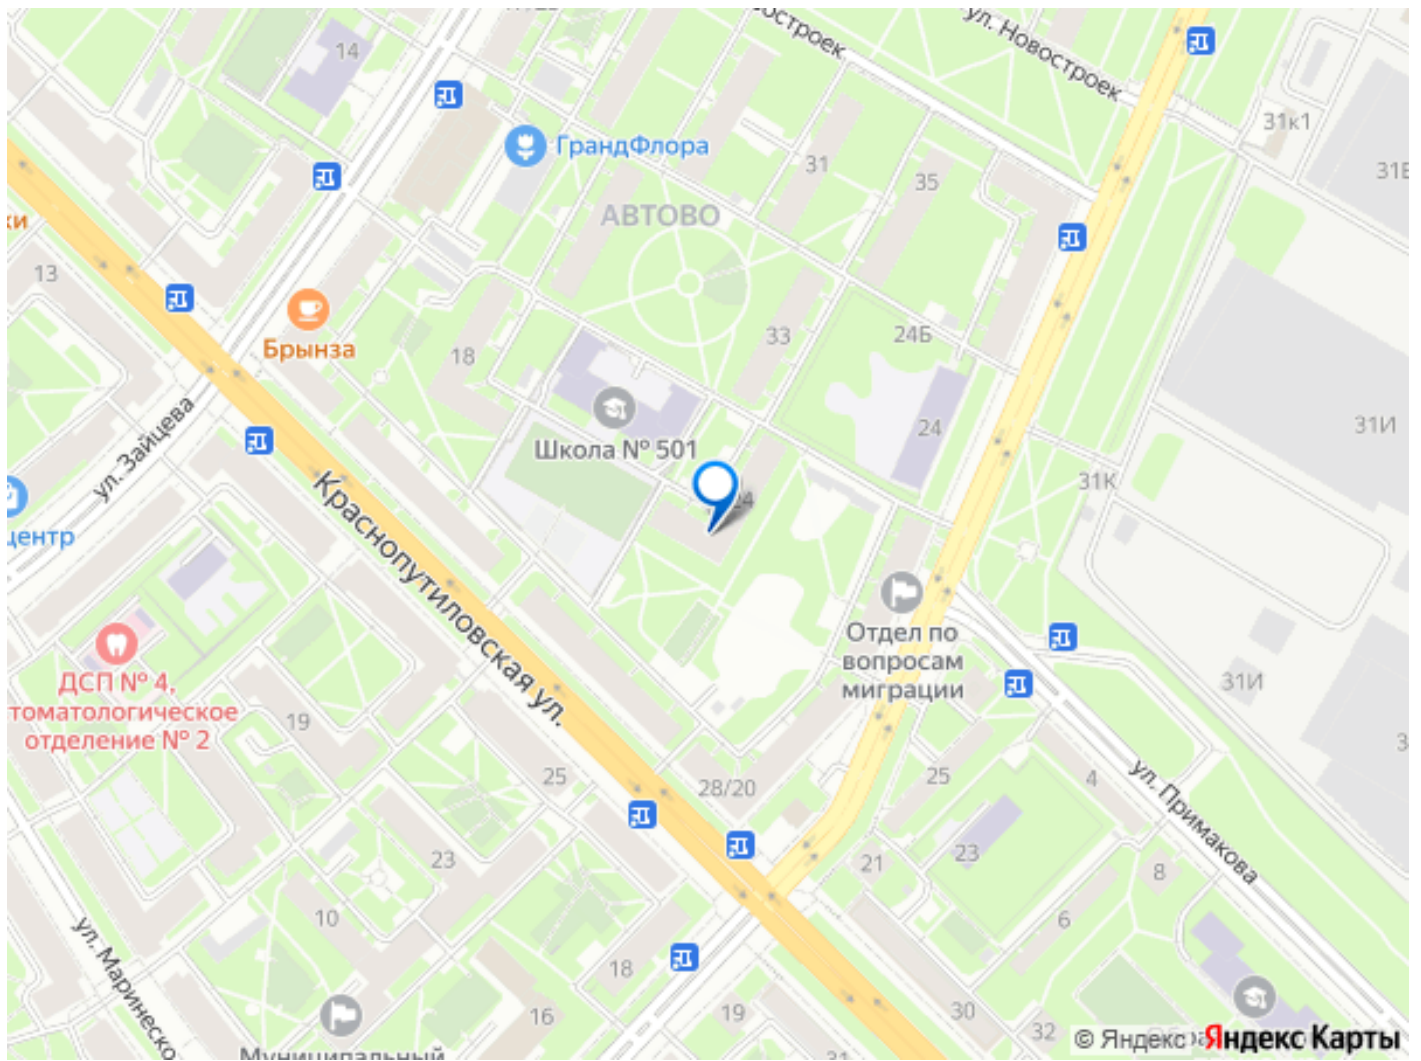 14
ул. Новостроек
31к1
ГрандФлора
31
35
АВТОВО
13
33
24Б
Брынза
18
31И
24
Школа № 501
ул. Зайцева
31К
24
центр
Краснопутиловская ул.
Отдел по
вопросам
миграции
ДСП № 4,
томатологическое
отделение № 2
31И
19
25
28/20
25
4
ул. Примакова
23
21
23
8
10
6
ул. Маринеско
18
16
19
30
32
Муниципальный
© Яндекс
Яндекс Карты